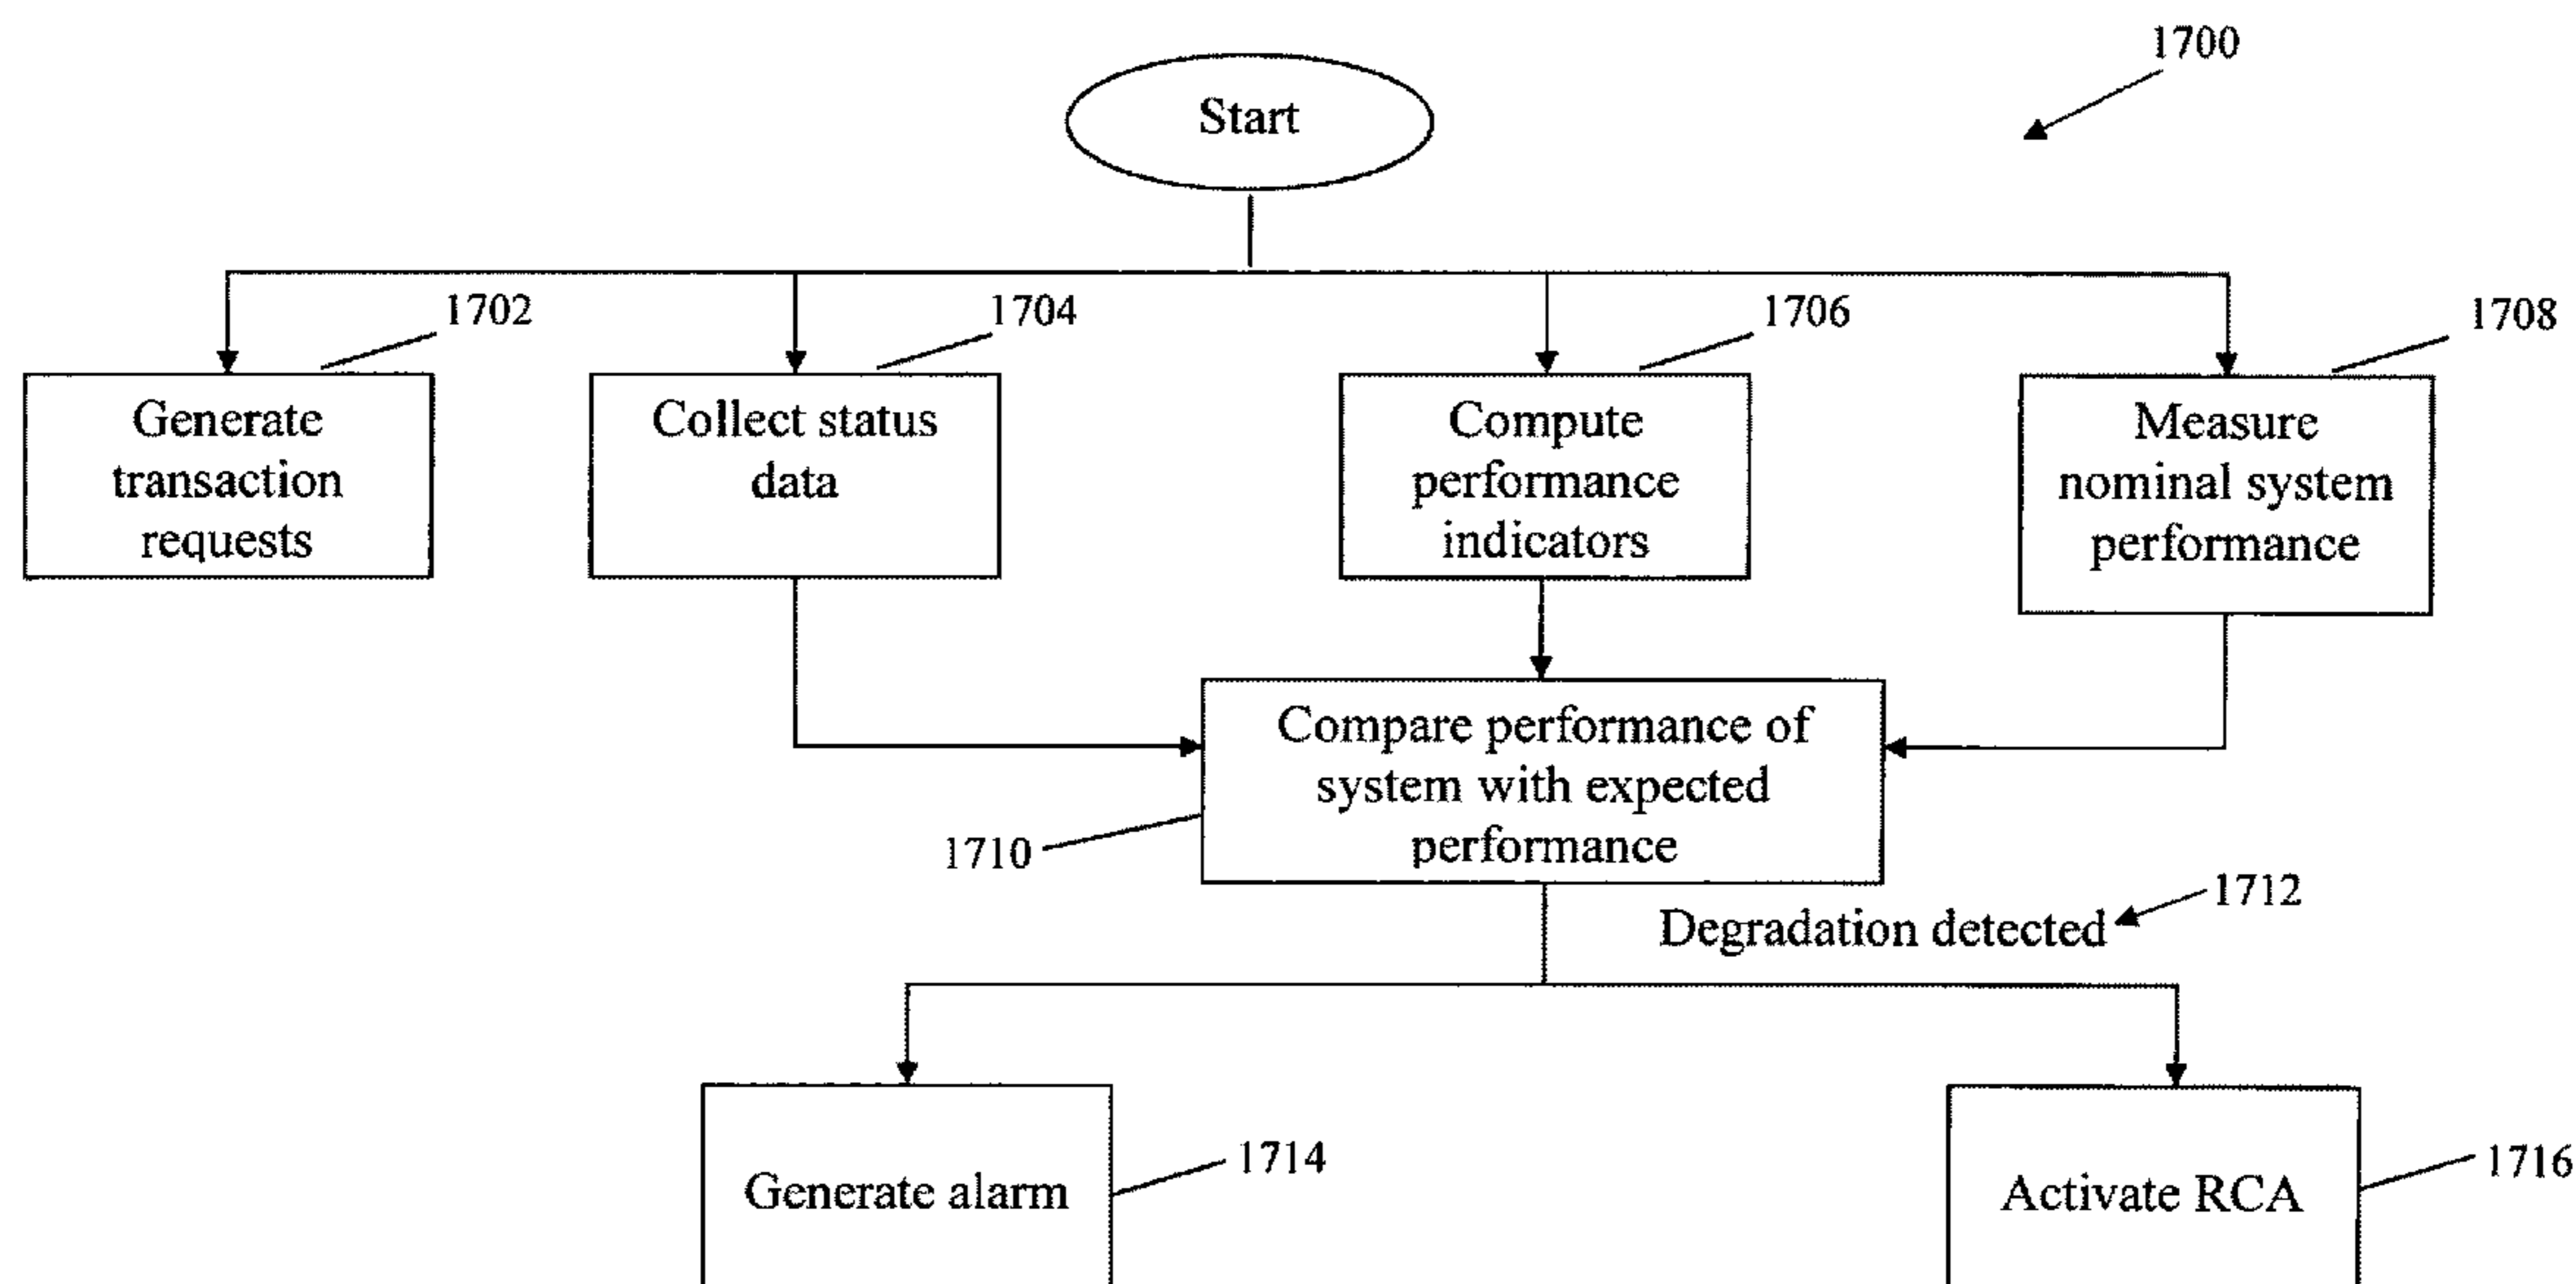 1700
Start
1702
1704
1706
1708
Generate
transaction
requests
Collect status
data
Compute
performance
indicators
Measure
nominal system
performance
Compare performance of
system with expected
performance
1710
1712
Degradation detected
Generate alarm
1714
Activate RCA
1716